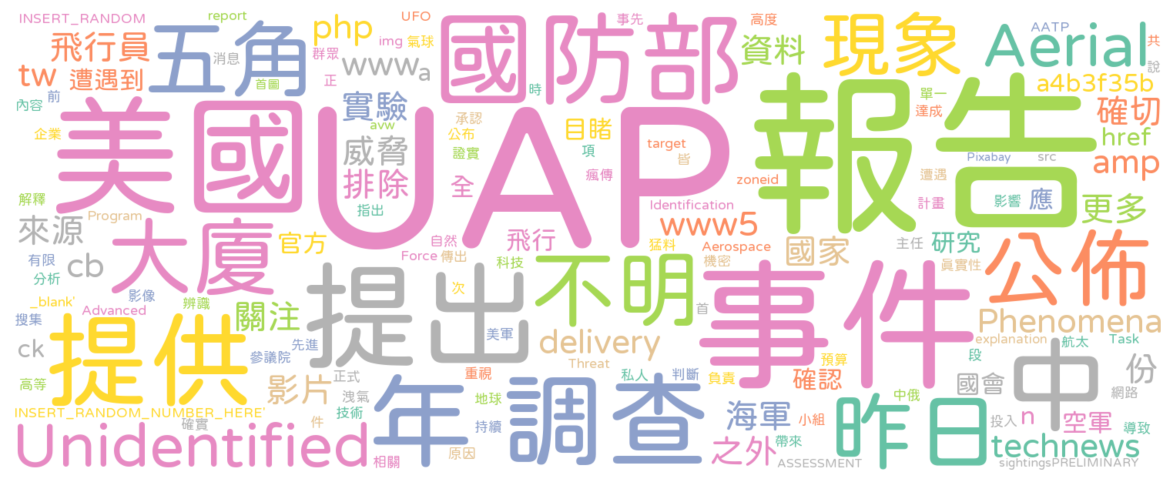 INSERT_RANDOM
report
UFO
事先
高度
AATP
共
飛行員
五角
php
img
氣球
國防部
資料
現象
Aerial
說
消息
群眾
tw
遭遇到
首圖
正
www
a
時
單一
a4b3f35b
內容
前
美國
實驗
avw
承認
公布
目睹
報告
達成
確切
企業
UAP
威脅
證實
項
target
皆
Pixabay
src
href
amp
排除
全
瘋傳
zoneid
遭遇
解釋
Program
指出
Identification
計畫
影響
應
更多
來源
大廈
官方
自然
飛行
www5
國家
主任
研究
公佈
有限
分析
cb
Force
傳出
科技
猛料
Aerospace
機密
眞實性
_blank'
影像
辨識
提出
次
不明
事件
首
搜集
Advanced
提供
關注
參議院
先進
美軍
delivery
Phenomena
explanation
航太
Task
ck
影片
正式
重視
Threat
預算
段
中
份
高等
洩氣
年
地球
調查
私人
判斷
負責
確認
中俄
國會
網路
INSERT_RANDOM_NUMBER_HERE'
確實
件
技術
持續
海軍
小組
昨日
投入
n
空軍
導致
Unidentified
相關
原因
之外
帶來
ASSESSMENT
technews
sightingsPRELIMINARY